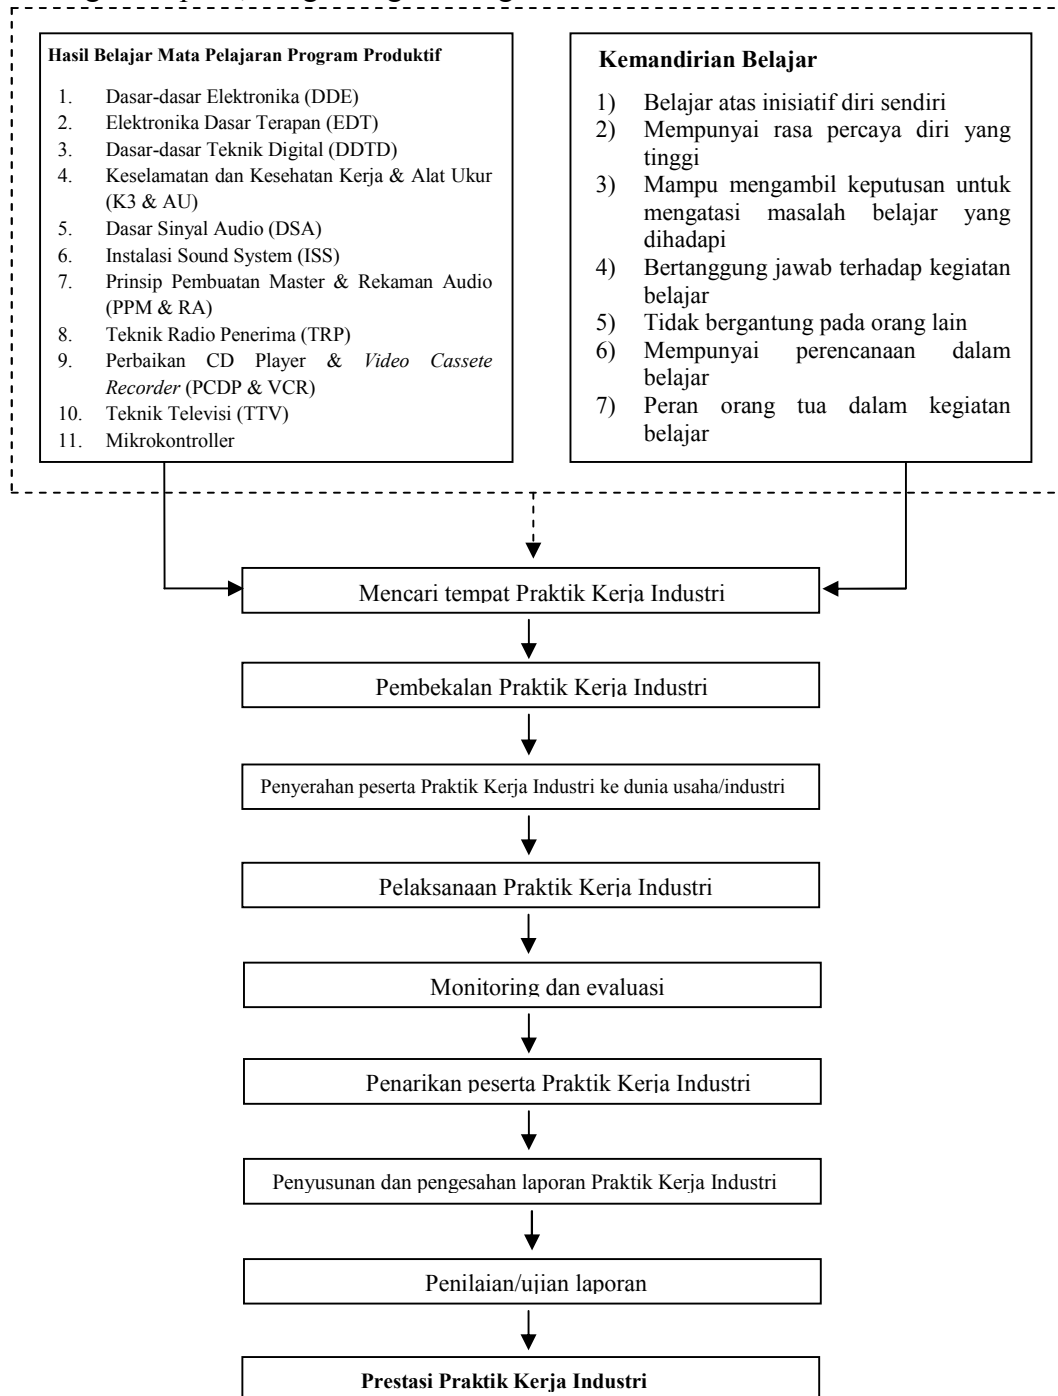 Hasil Belajar Mata Pelajaran Program Produktif
1. Dasar-dasar Elektronika (DDE)
2. Elektronika Dasar Terapan (EDT)
3. Dasar-dasar Teknik Digital (DDTD)
4. Keselamatan dan Kesehatan Kerja & Alat Ukur
(K3 & AU)
5. Dasar Sinyal Audio (DSA)
6. Instalasi Sound System (ISS)
7. Prinsip Pembuatan Master & Rekaman Audio
(PPM & RA)
8. Teknik Radio Penerima (TRP)
9. Perbaikan CD Player & Video Cassete
Recorder (PCDP & VCR)
10. Teknik Televisi (TTV)
11. Mikrokontroller
Kemandirian Belajar
1) Belajar atas inisiatif diri sendiri
2) Mempunyai rasa percaya diri yang
tinggi
3) Mampu mengambil keputusan untuk
mengatasi masalah belajar yang
dihadapi
4) Bertanggung jawab terhadap kegiatan
belajar
5) Tidak bergantung pada orang lain
6) Mempunyai perencanaan dalam
belajar
7) Peran orang tua dalam kegiatan
belajar
Mencari tempat Praktik Kerja Industri
Pembekalan Praktik Kerja Industri
Penyerahan peserta Praktik Kerja Industri ke dunia usaha/industri
Pelaksanaan Praktik Kerja Industri
Monitoring dan evaluasi
Penarikan peserta Praktik Kerja Industri
Penyusunan dan pengesahan laporan Praktik Kerja Industri
Penilaian/ujian laporan
Prestasi Praktik Kerja Industri